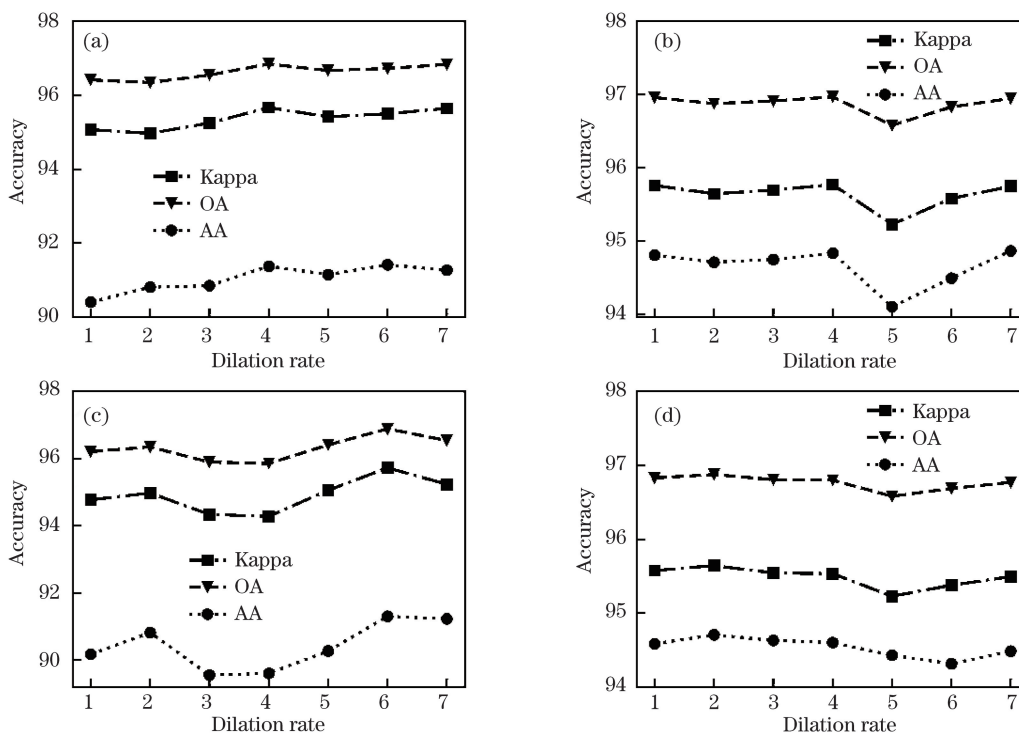 98
(a)
96
94
Accuracy
Kappa
OA
AA
92
91
90
1 2 3 4 5 6 7
Dilation rate
98
(b)
Kappa
OA
AA
97
Accuracy
96
95
94
1 2 3 4 5 6 7
Dilation rate
98
(c)
96
94
Accuracy
Kappa
OA
AA
92
91
90
1 2 3 4 5 6 7
Dilation rate
98
(d)
Kappa
OA
AA
97
Accuracy
96
95
94
1 2 3 4 5 6 7
Dilation rate